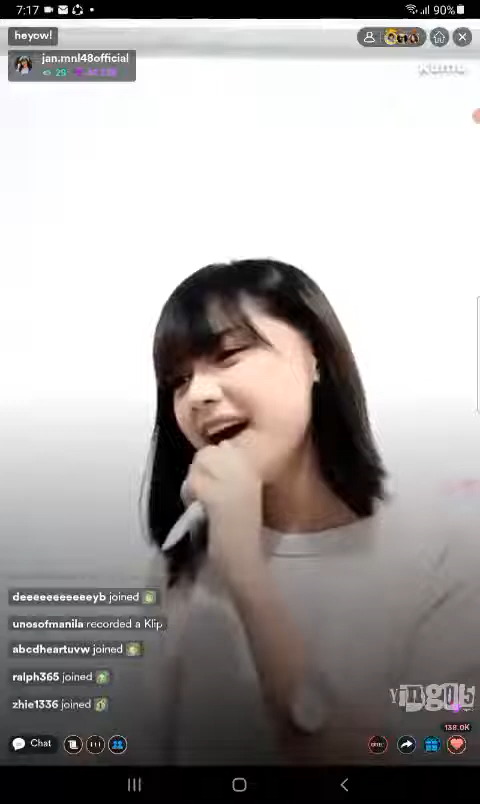 7:17
90%
heyow!
jan.mnl48official
29
kumu
deeeeeeeeeeyb joined
unosofmanila recorded a Klip
abcdheartuvw joined
ralph365 joined
zhie1336 joined
138.0K
Chat